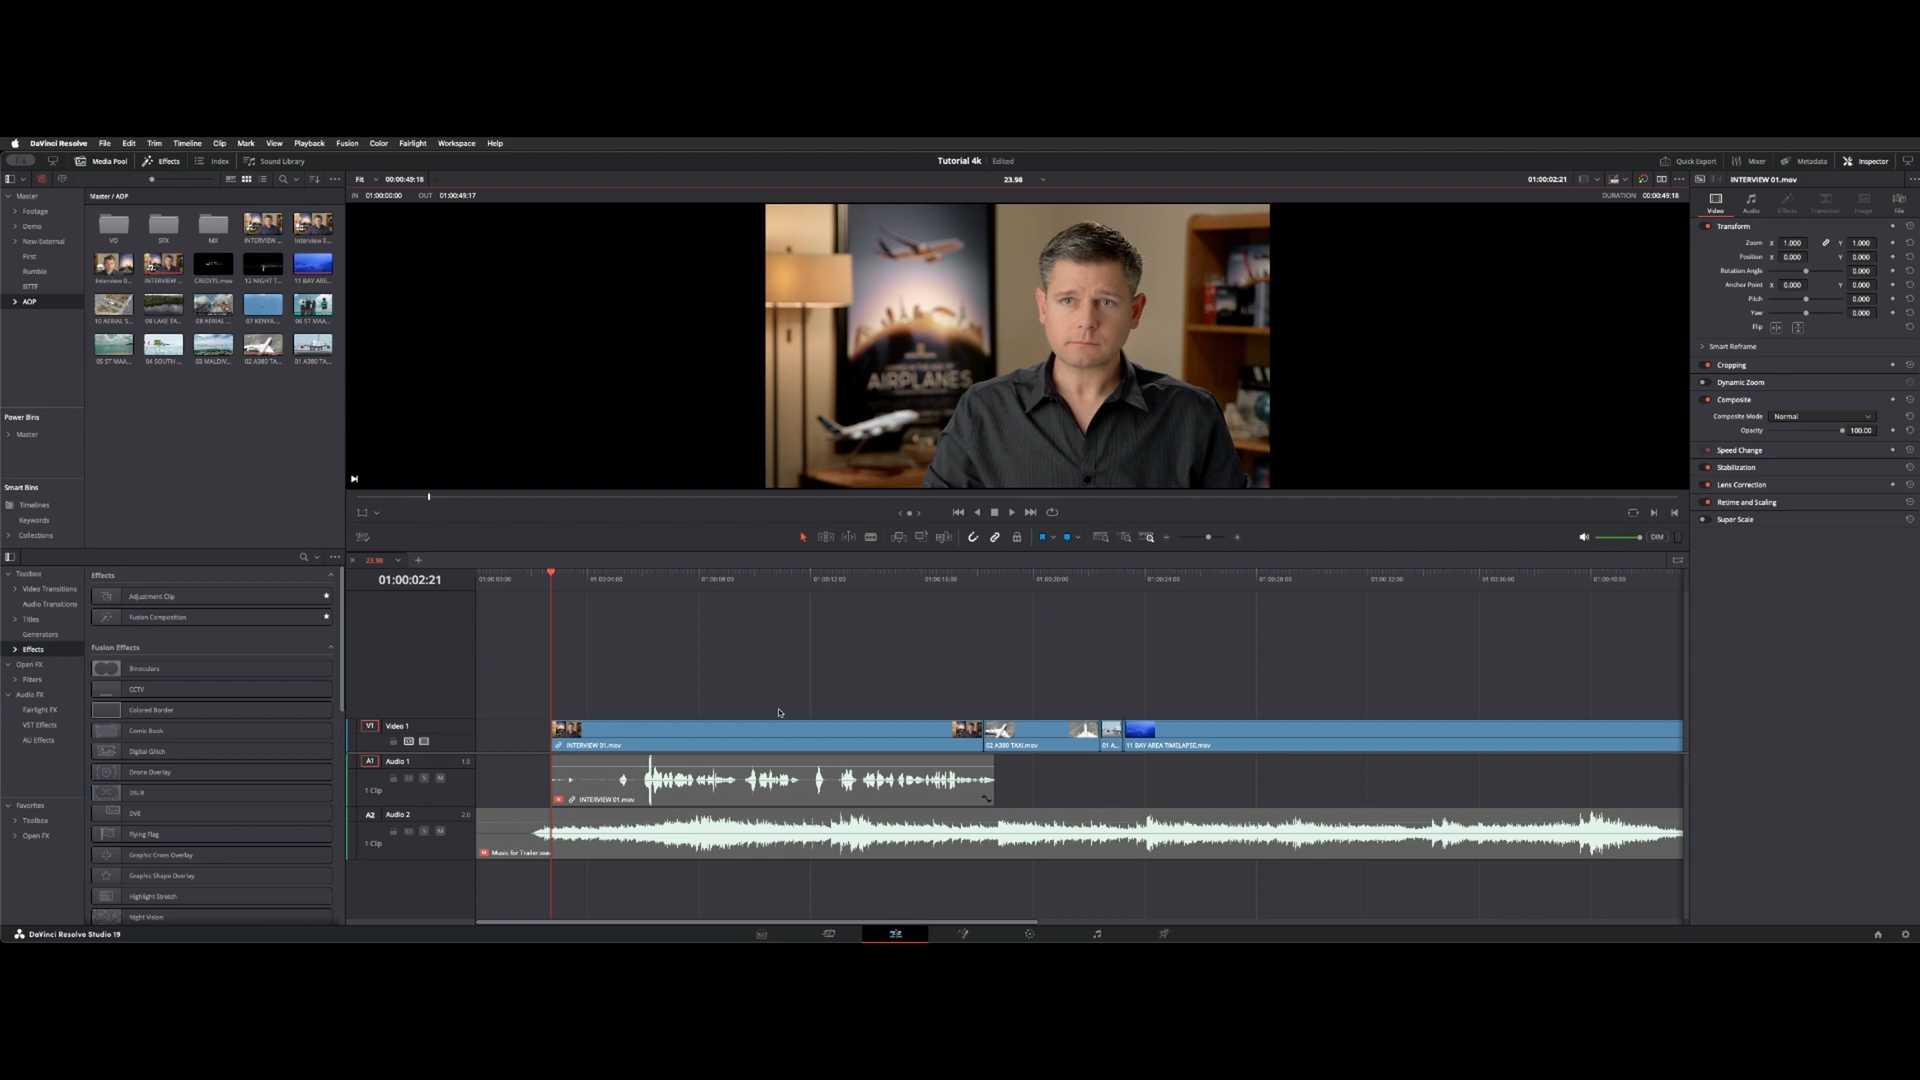 DaVinci Resolve File Edit Trim Timeline Clip Mark View Playback Fusion Color Fairlight Workspace Help
Media Pool Effects Index Sound Library
Tutorial 4k Edited
Quick Export Mixer Metadata Inspector
Fit 00:00:49:18
23.98
01:00:02:21
INTERVIEW 01.mov
IN 01:00:00:00 OUT 01:00:49:17
DURATION 00:00:49:18
Master
Footage
Demo
New External
First
Rumble
BTTF
AOP
Power Bins
Master
Smart Bins
Timelines
Keywords
Collections
Master / AOP
VO SFX MX INTERVIEW ... Interview 0...
Interview 0... INTERVIEW ... CREDITS.mov 12 NIGHT T... 11 BAY ARE...
10 AERIAL S... 09 LAKE TA... 08 AERIAL ... 07 KENYA... 06 ST MAA...
05 ST MAA... 04 SOUTH ... 03 MALDIV... 02 A380 TA... 01 A380 TA...
AIRPLANES
Video Audio Effects Transition Image File
Transform
Zoom X 1.000 Y 1.000
Position X 0.000 Y 0.000
Rotation Angle 0.000
Anchor Point X 0.000 Y 0.000
Pitch 0.000
Yaw 0.000
Flip
Smart Reframe
Cropping
Dynamic Zoom
Composite
Composite Mode Normal
Opacity 100.00
Speed Change
Stabilization
Lens Correction
Retime and Scaling
Super Scale
DIM
Toolbox
Video Transitions
Audio Transitions
Titles
Generators
Effects
Open FX
Filters
Audio FX
Fairlight FX
VST Effects
AU Effects
Favorites
Toolbox
Open FX
Effects
Adjustment Clip
Fusion Composition
Fusion Effects
Binoculars
CCTV
Colored Border
Comic Book
Digital Glitch
Drone Overlay
DSLR
DVE
Flying Flag
Graphic Cross Overlay
Graphic Shape Overlay
Highlight Stretch
Night Vision
23.98
01:00:02:21
01:00:00:00 01:00:04:00 01:00:08:00 01:00:12:00 01:00:16:00 01:00:20:00 01:00:24:00 01:00:28:00 01:00:32:00 01:00:36:00 01:00:40:00
V1 Video 1
INTERVIEW 01.mov 02 A380 TAXI.mov 01 A... 11 BAY AREA TIMELAPSE.mov
A1 Audio 1 1.0
S M
1 Clip
INTERVIEW 01.mov
A2 Audio 2 2.0
S M
1 Clip
Music for Trailer.wav
DaVinci Resolve Studio 19